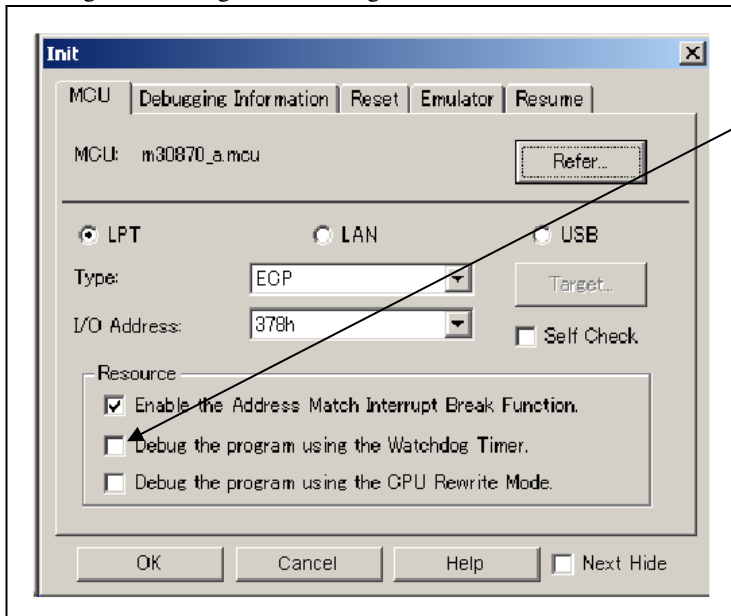 Init
MCU Debugging Information Reset Emulator Resume
MCU: m30870_a.mcu Refer...
LPT LAN USB
Type: ECP Target...
I/O Address: 378h Self Check
Resource
Enable the Address Match Interrupt Break Function.
Debug the program using the Watchdog Timer.
Debug the program using the CPU Rewrite Mode.
OK Cancel Help Next Hide